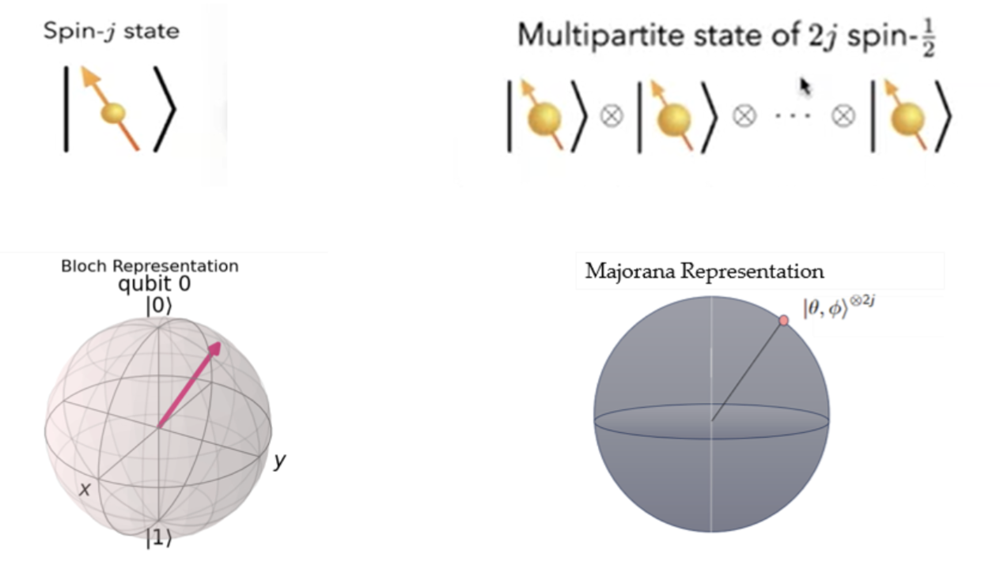 Spin-j state
Multipartite state of 2j spin-½
| ⟩
| ⟩ ⊗ | ⟩ ⊗ ⋯ ⊗ | ⟩
Bloch Representation
qubit 0
|0⟩
x
y
|1⟩
Majorana Representation
|θ, ϕ⟩^⊗2j